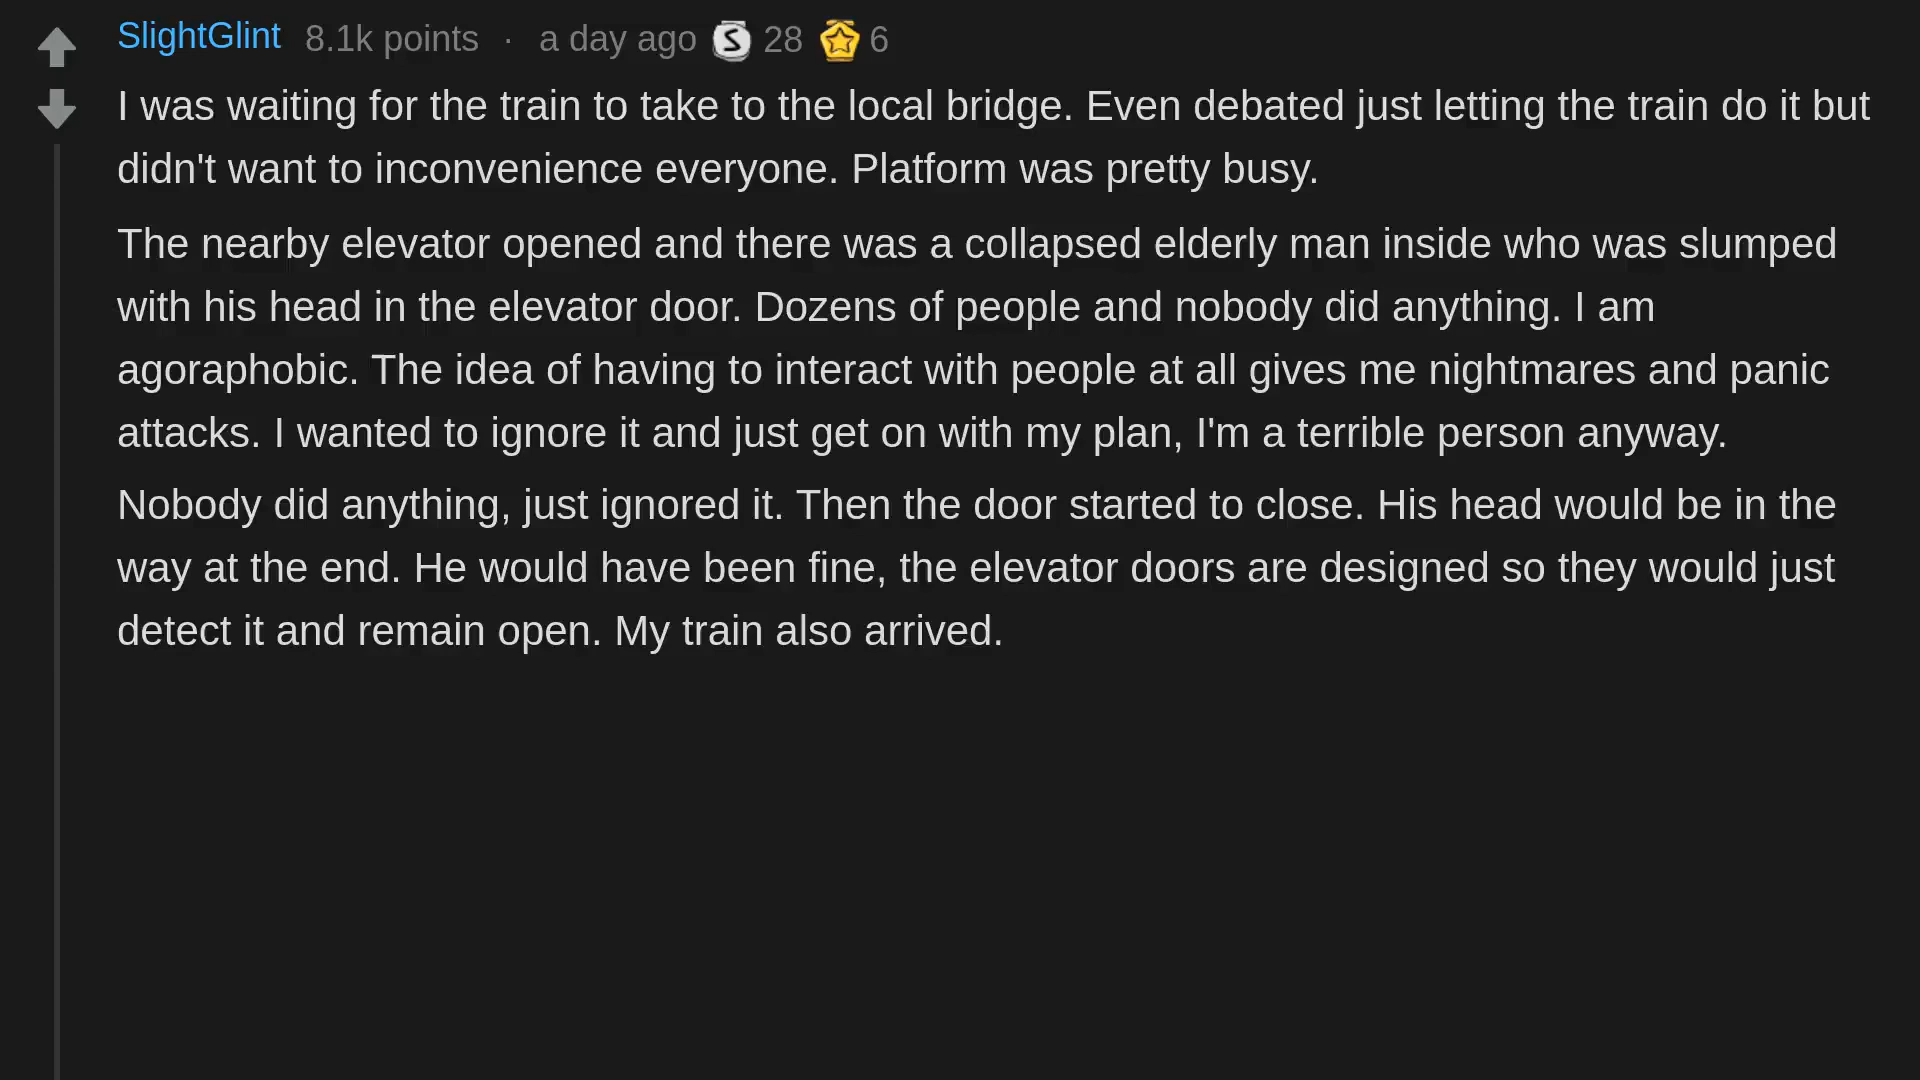 SlightGlint 8.1k points · a day ago 28 6
I was waiting for the train to take to the local bridge. Even debated just letting the train do it but
didn't want to inconvenience everyone. Platform was pretty busy.
The nearby elevator opened and there was a collapsed elderly man inside who was slumped
with his head in the elevator door. Dozens of people and nobody did anything. I am
agoraphobic. The idea of having to interact with people at all gives me nightmares and panic
attacks. I wanted to ignore it and just get on with my plan, I'm a terrible person anyway.
Nobody did anything, just ignored it. Then the door started to close. His head would be in the
way at the end. He would have been fine, the elevator doors are designed so they would just
detect it and remain open. My train also arrived.